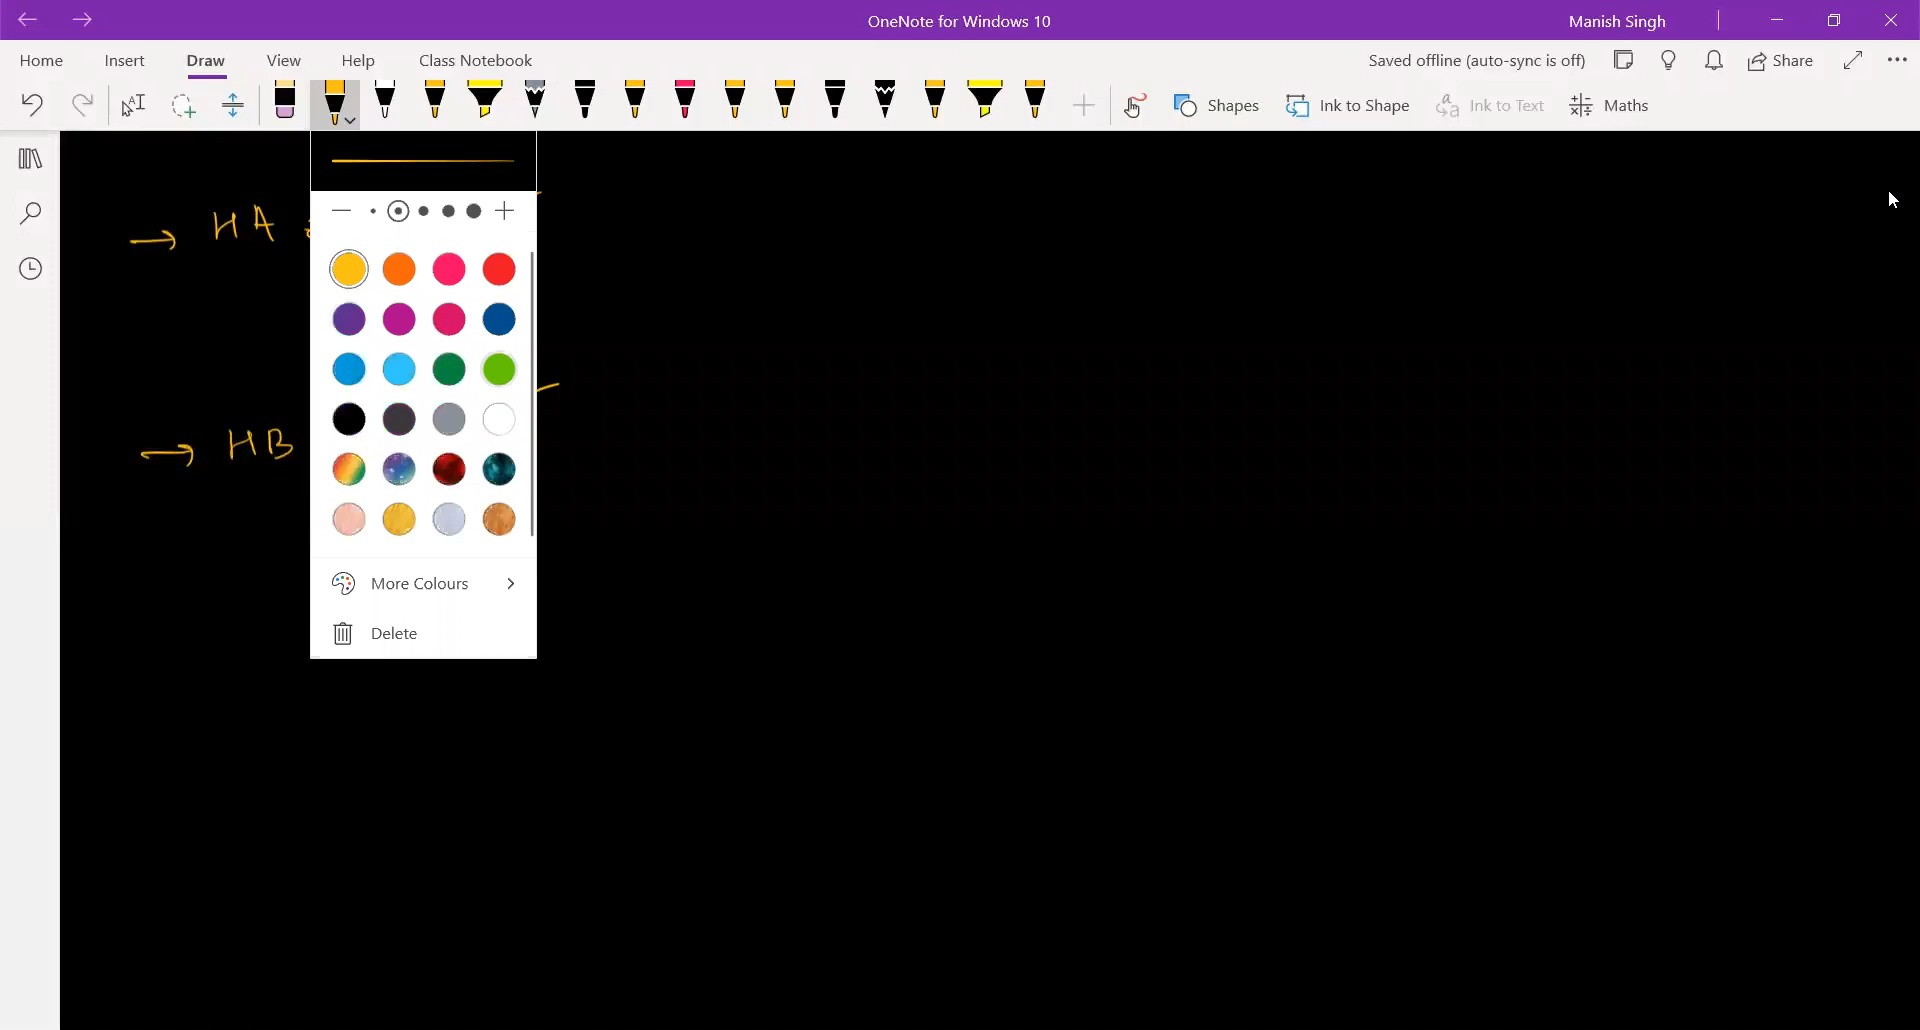 OneNote for Windows 10 Manish Singh
Home Insert Draw View Help Class Notebook Saved offline (auto-sync is off) Share
Shapes Ink to Shape Ink to Text Maths
→ HA
→ HB
More Colours
Delete